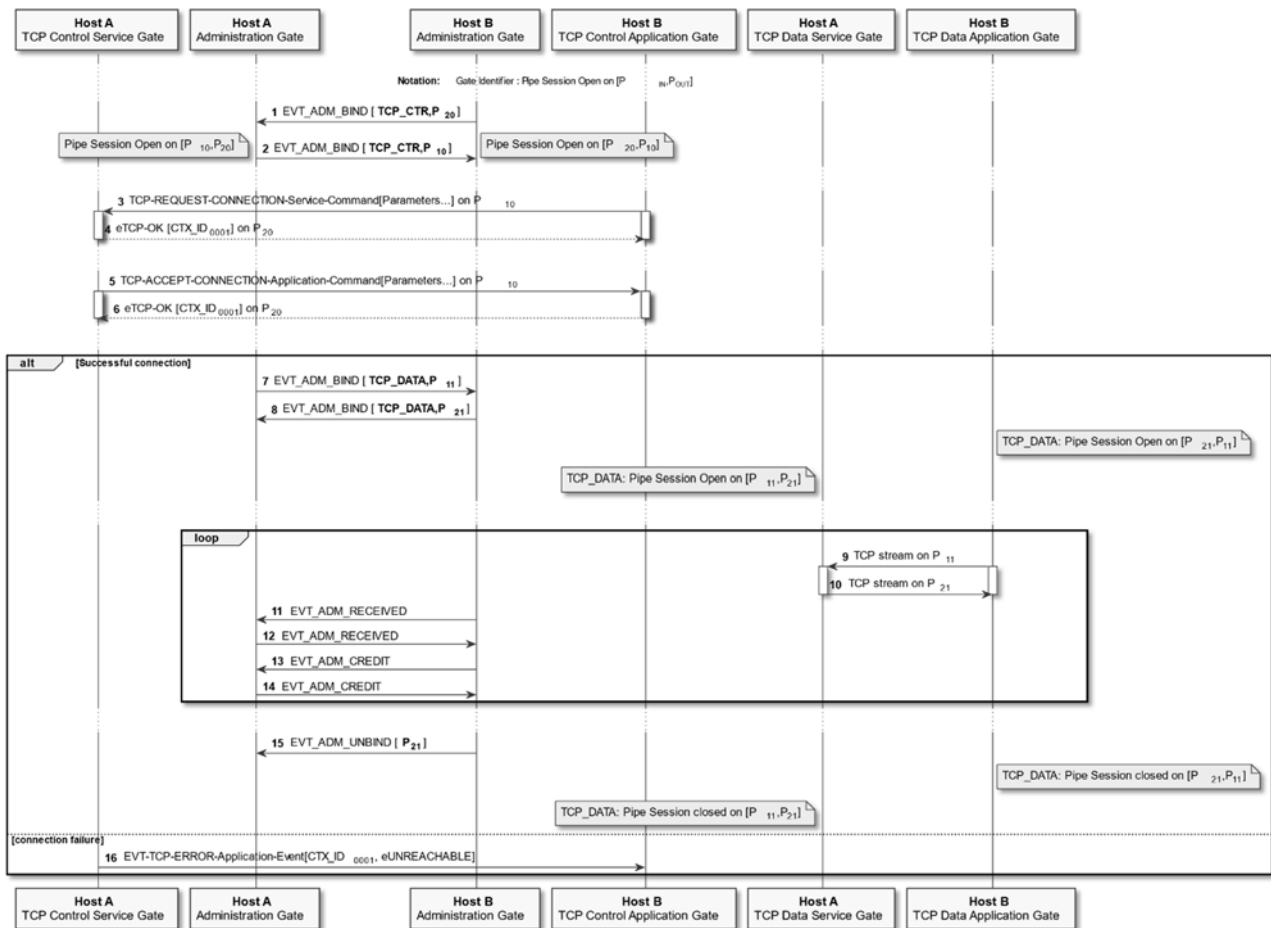 Host A
TCP Control Service Gate
Host A
Administration Gate
Host B
Administration Gate
Host B
TCP Control Application Gate
Host A
TCP Data Service Gate
Host B
TCP Data Application Gate
Notation: Gate Identifier : Pipe Session Open on [P IN,POUT]
1 EVT_ADM_BIND [ TCP_CTR,P 20]
Pipe Session Open on [P 10,P20]
2 EVT_ADM_BIND [ TCP_CTR,P 10]
Pipe Session Open on [P 20,P10]
3 TCP-REQUEST-CONNECTION-Service-Command[Parameters...] on P 10
4 eTCP-OK [CTX_ID 0001] on P20
5 TCP-ACCEPT-CONNECTION-Application-Command[Parameters...] on P 10
6 eTCP-OK [CTX_ID 0001] on P20
alt [Successful connection]
7 EVT_ADM_BIND [ TCP_DATA,P 11]
8 EVT_ADM_BIND [ TCP_DATA,P 21]
TCP_DATA: Pipe Session Open on [P 21,P11]
TCP_DATA: Pipe Session Open on [P 11,P21]
loop
9 TCP stream on P 11
10 TCP stream on P 21
11 EVT_ADM_RECEIVED
12 EVT_ADM_RECEIVED
13 EVT_ADM_CREDIT
14 EVT_ADM_CREDIT
15 EVT_ADM_UNBIND [ P21]
TCP_DATA: Pipe Session closed on [P 21,P11]
TCP_DATA: Pipe Session closed on [P 11,P21]
[connection failure]
16 EVT-TCP-ERROR-Application-Event[CTX_ID 0001, eUNREACHABLE]
Host A
TCP Control Service Gate
Host A
Administration Gate
Host B
Administration Gate
Host B
TCP Control Application Gate
Host A
TCP Data Service Gate
Host B
TCP Data Application Gate